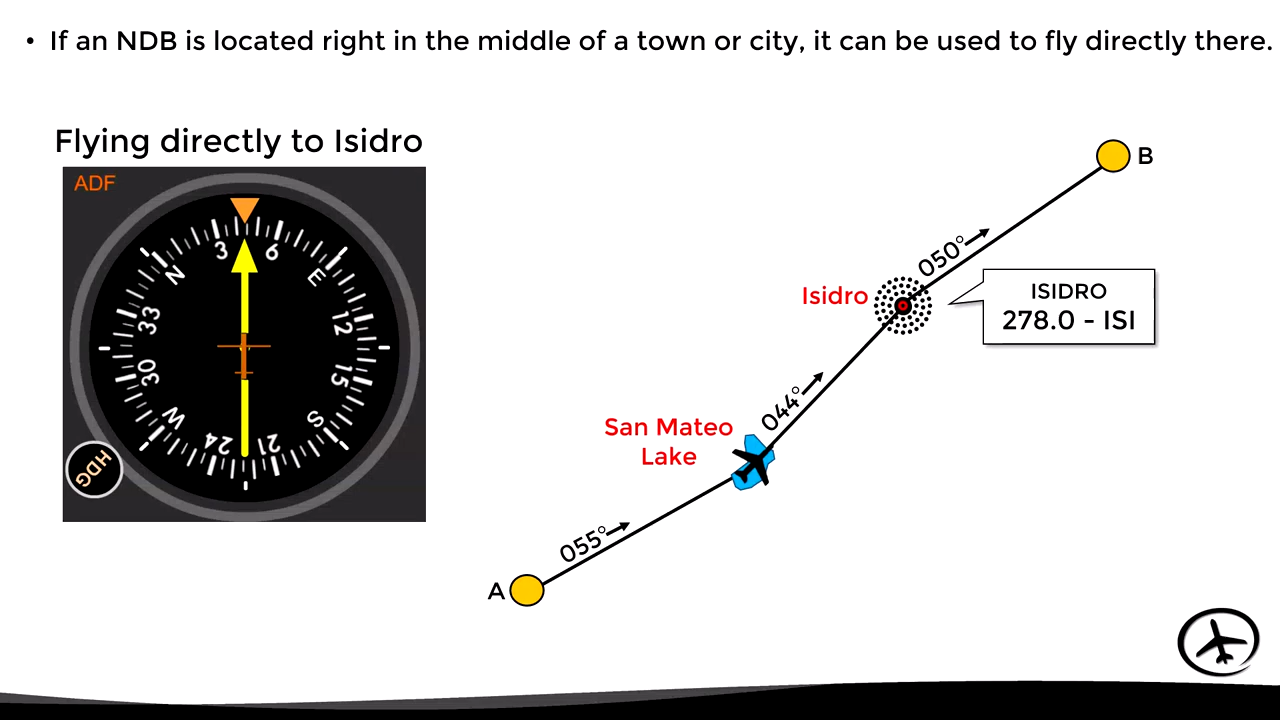 • If an NDB is located right in the middle of a town or city, it can be used to fly directly there.
Flying directly to Isidro
ADF
3 6
N E
33 12
30 15
W S
24 21
HDG
B
050°
Isidro
ISIDRO
278.0 - ISI
044°
San Mateo
Lake
055°
A